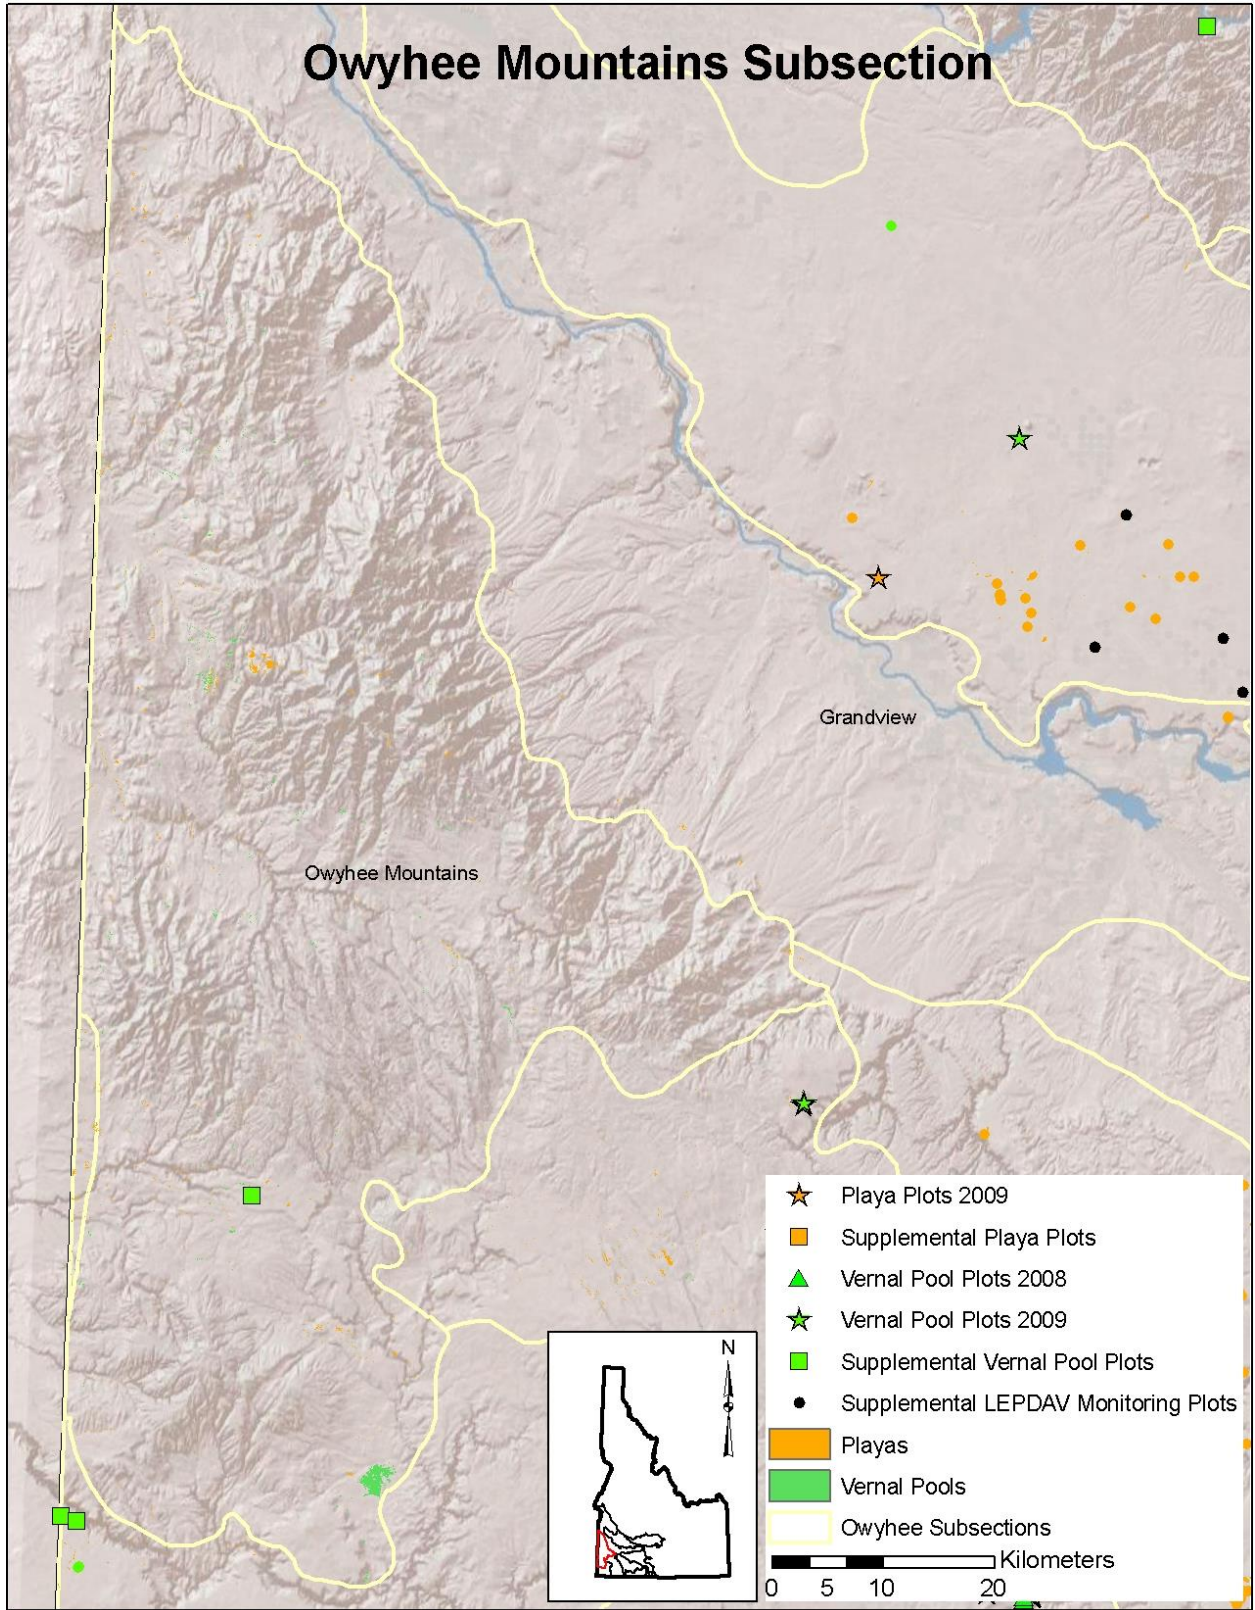 Owyhee Mountains Subsection
Grandview
Owyhee Mountains
Playa Plots 2009
Supplemental Playa Plots
Vernal Pool Plots 2008
Vernal Pool Plots 2009
Supplemental Vernal Pool Plots
Supplemental LEPDAV Monitoring Plots
Playas
Vernal Pools
Owyhee Subsections
Kilometers
0 5 10 20
N